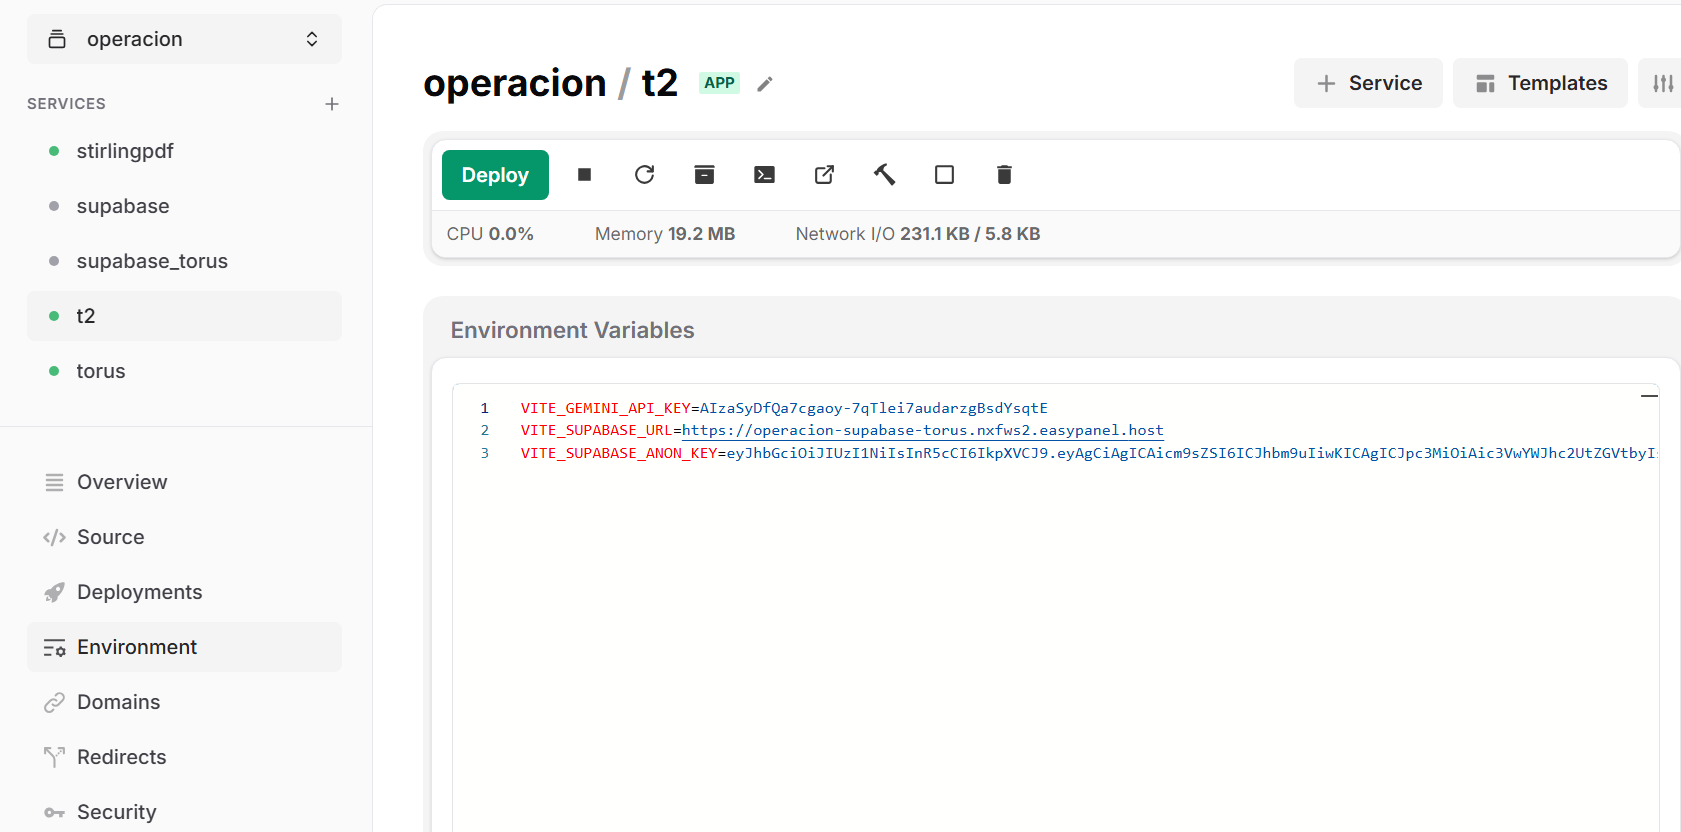 operacion
SERVICES
stirlingpdf
supabase
supabase_torus
t2
torus
Overview
Source
Deployments
Environment
Domains
Redirects
Security
operacion / t2 APP
Service
Templates
Deploy
CPU 0.0% Memory 19.2 MB Network I/O 231.1 KB / 5.8 KB
Environment Variables
1 VITE_GEMINI_API_KEY=AIzaSyDfQa7cgaoy-7qTlei7audarzgBsdYsqtE
2 VITE_SUPABASE_URL=https://operacion-supabase-torus.nxfws2.easypanel.host
3 VITE_SUPABASE_ANON_KEY=eyJhbGciOiJIUzI1NiIsInR5cCI6IkpXVCJ9.eyAgCiAgICAicm9sZSI6ICJhbm9uIiwKICAgICJpc3MiOiAic3VwYWJhc2UtZGVtbyI